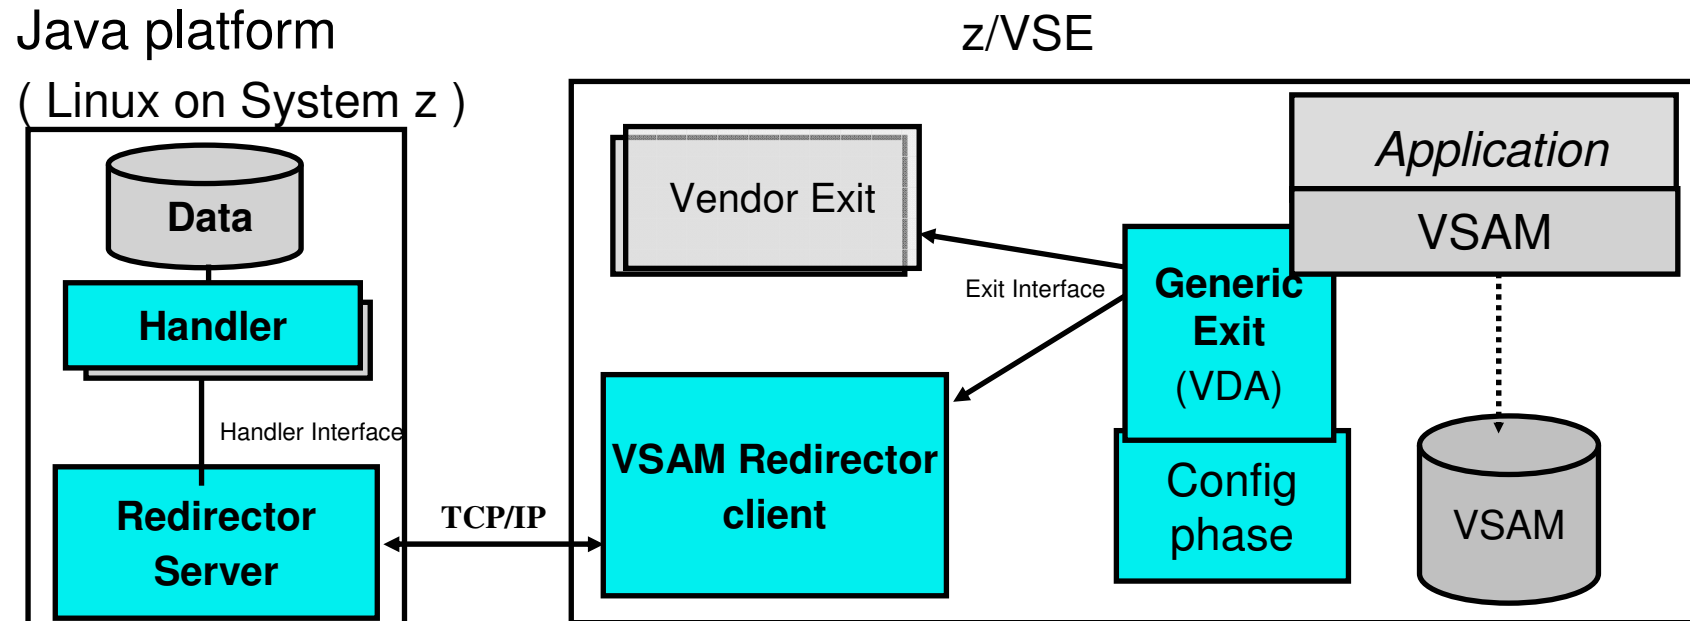 Java platform
( Linux on System z )
z/VSE
Data
Handler
Handler Interface
Redirector
Server
TCP/IP
Vendor Exit
Exit Interface
VSAM Redirector
client
Generic
Exit
(VDA)
Config
phase
Application
VSAM
VSAM